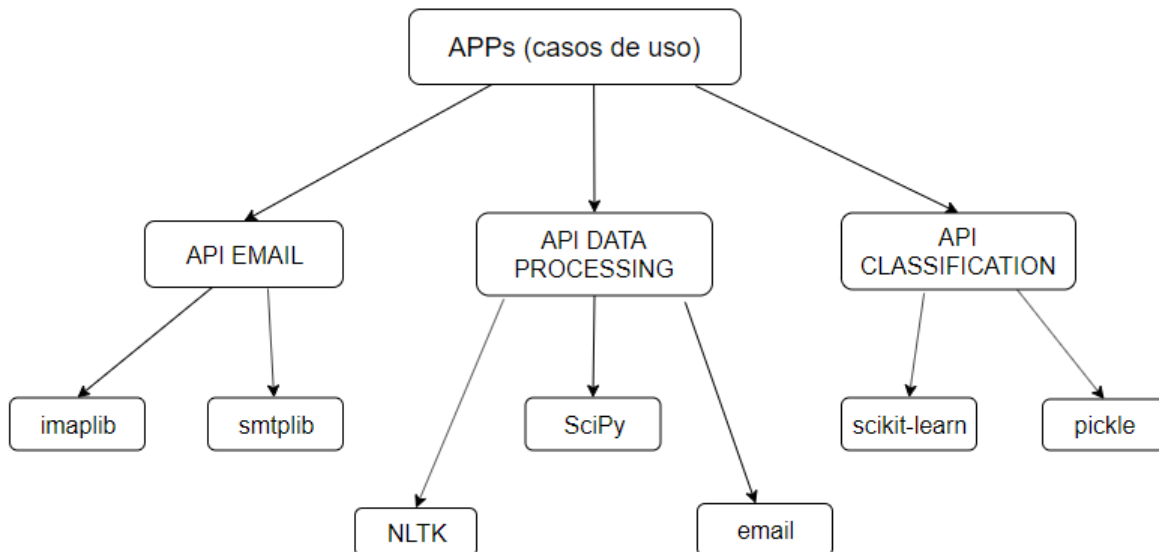 APPs (casos de uso)
API EMAIL
API DATA
PROCESSING
API
CLASSIFICATION
imaplib
smtplib
SciPy
scikit-learn
pickle
NLTK
email